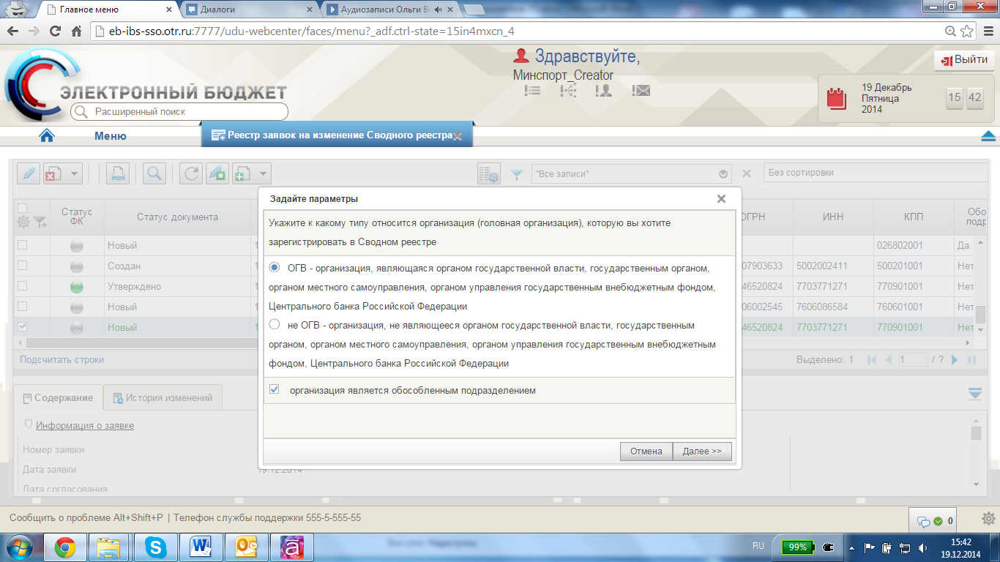 Главное меню
Диалоги
Аудиозаписи Ольги В
eb-ibs-sso.otr.ru:7777/udu-webcenter/faces/menu?_adf.ctrl-state=15in4mxcn_4
Здравствуйте,
Минспорт_Creator
Выйти
ЭЛЕКТРОННЫЙ БЮДЖЕТ
Расширенный поиск
19 Декабрь
Пятница
2014
15 42
Меню
Реестр заявок на изменение Сводного реестра
"Все записи"
Без сортировки
Задайте параметры
Укажите к какому типу относится организация (головная организация), которую вы хотите
зарегистрировать в Сводном реестре
ОГВ - организация, являющаяся органом государственной власти, государственным органом,
органом местного самоуправления, органом управления государственным внебюджетным фондом,
Центрального банка Российской Федерации
не ОГВ - организация, не являющееся органом государственной власти, государственным
органом, органом местного самоуправления, органом управления государственным внебюджетным
фондом, Центрального банка Российской Федерации
организация является обособленным подразделением
Отмена
Далее >>
Статус
ФК
Статус документа
ОГРН
ИНН
КПП
Обо
подр
Новый 026802001 Да
Создан 07903633 5002002411 500201001 Нет
Утверждено 46520824 7703771271 770901001 Нет
Новый 06002545 7606086584 760601001 Нет
Новый 46520824 7703771271 770901001 Нет
Подсчитать строки
Выделено: 1
1 / ?
Содержание
История изменений
Информация о заявке
Номер заявки
Дата заявки 19.12.2014
Дата согласования
Сообщить о проблеме Alt+Shift+P | Телефон службы поддержки 555-5-555-55
0
RU
99%
15:42
19.12.2014